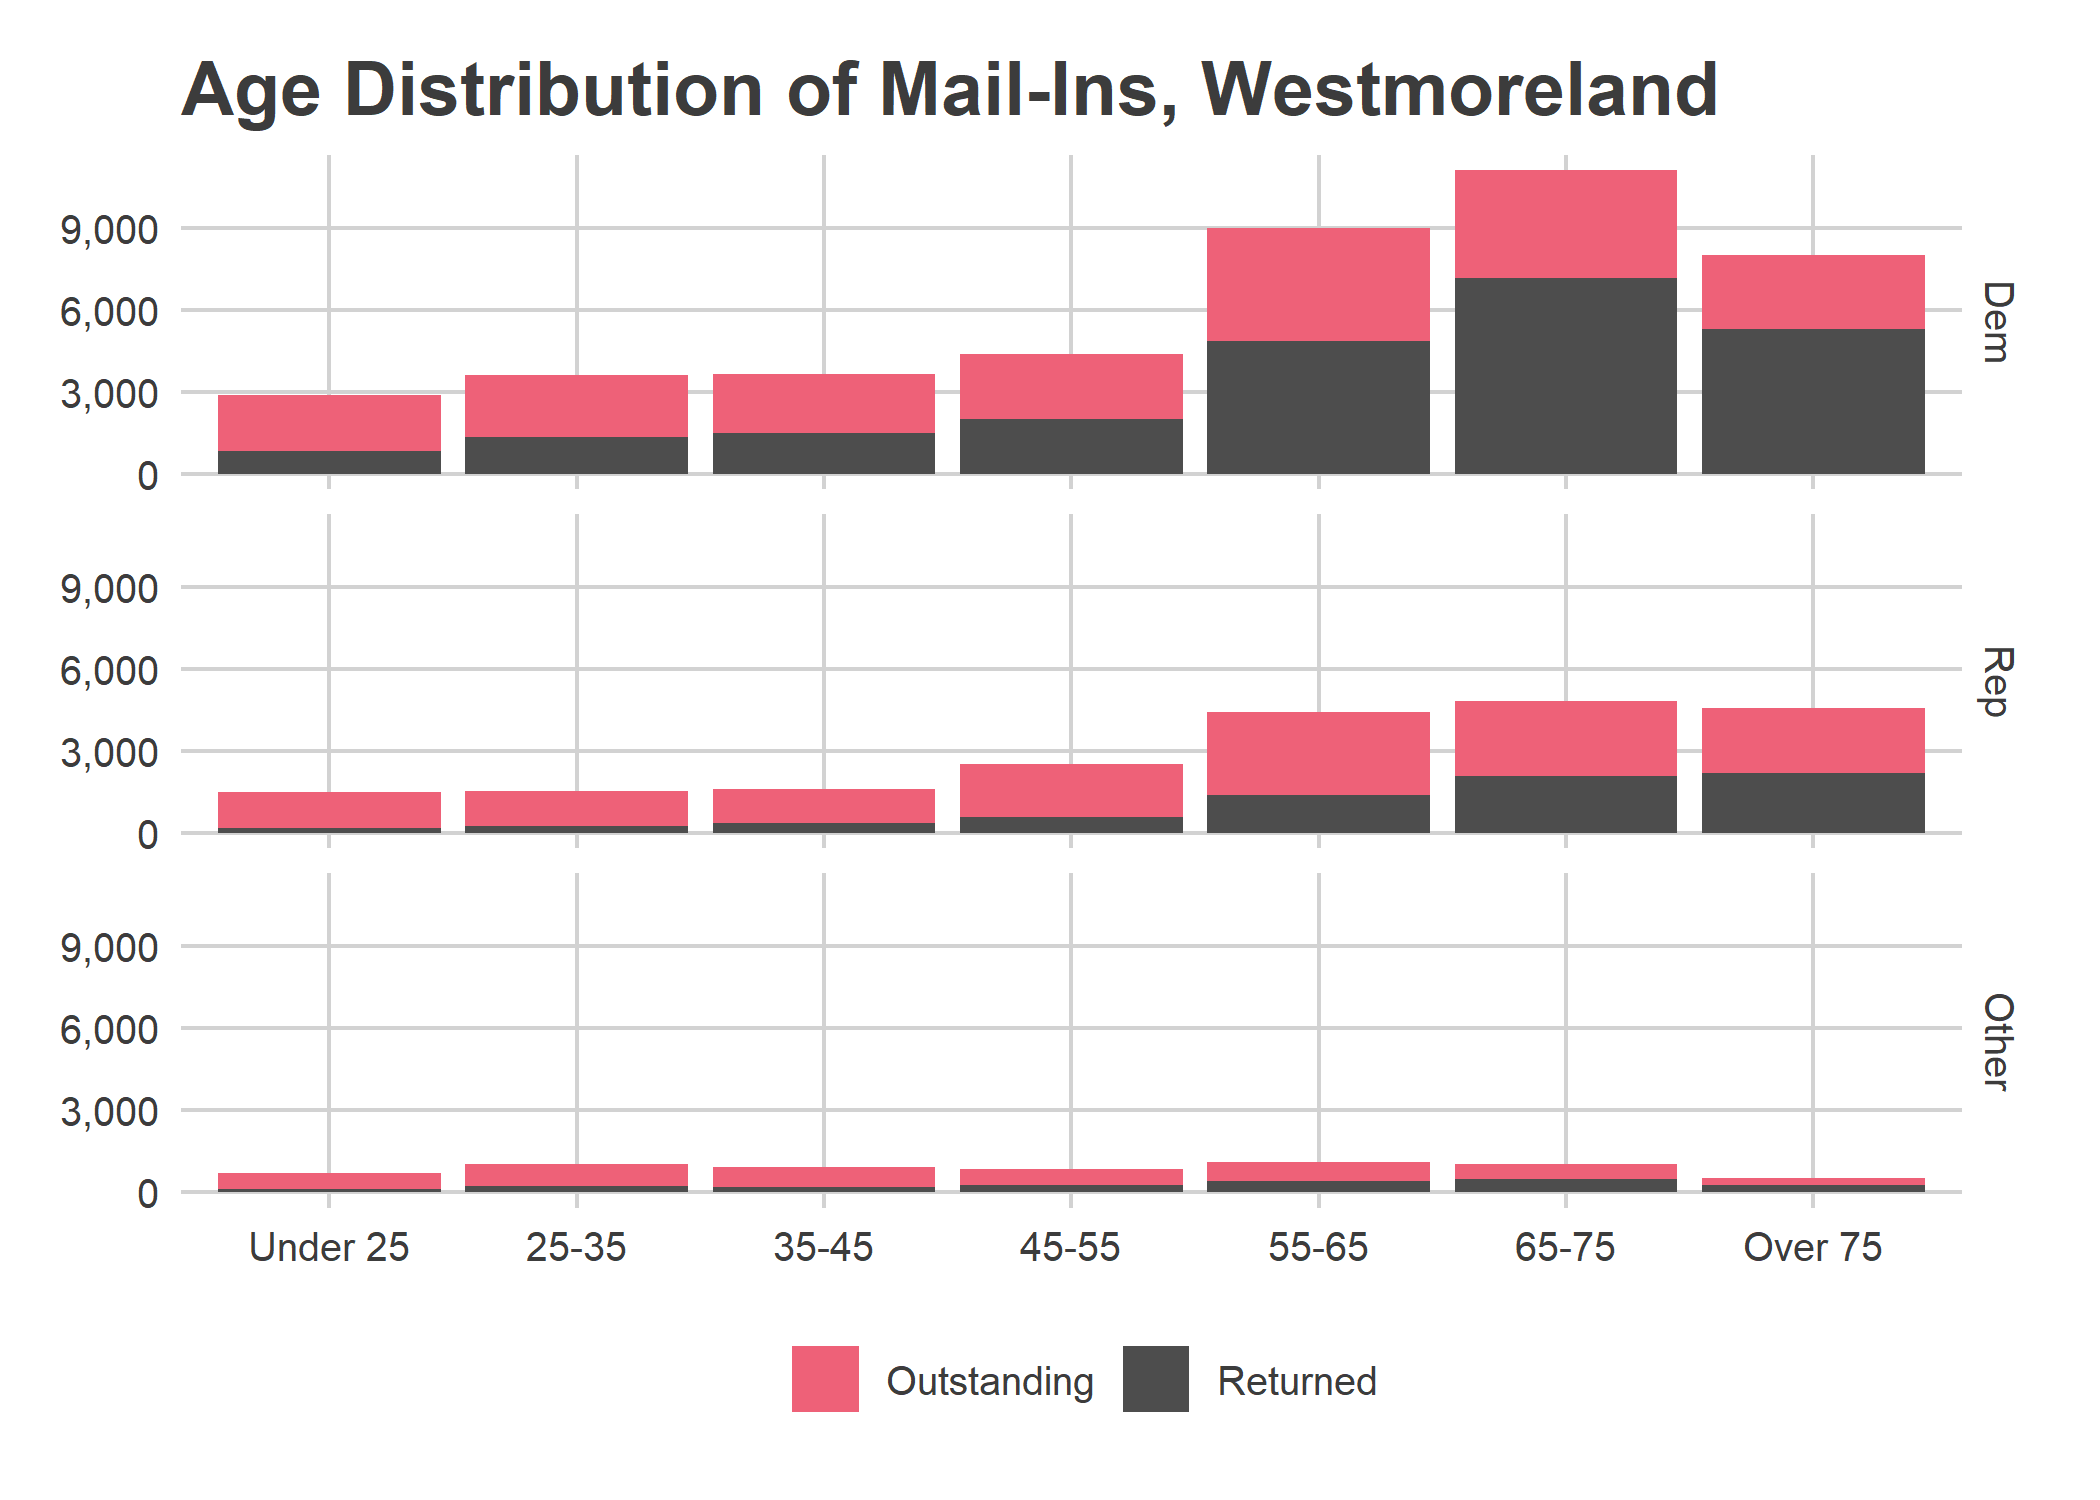 Age Distribution of Mail-Ins, Westmoreland
9,000
6,000
3,000
0
Dem
9,000
6,000
3,000
0
Rep
9,000
6,000
3,000
0
Other
Under 25 25-35 35-45 45-55 55-65 65-75 Over 75
Outstanding Returned